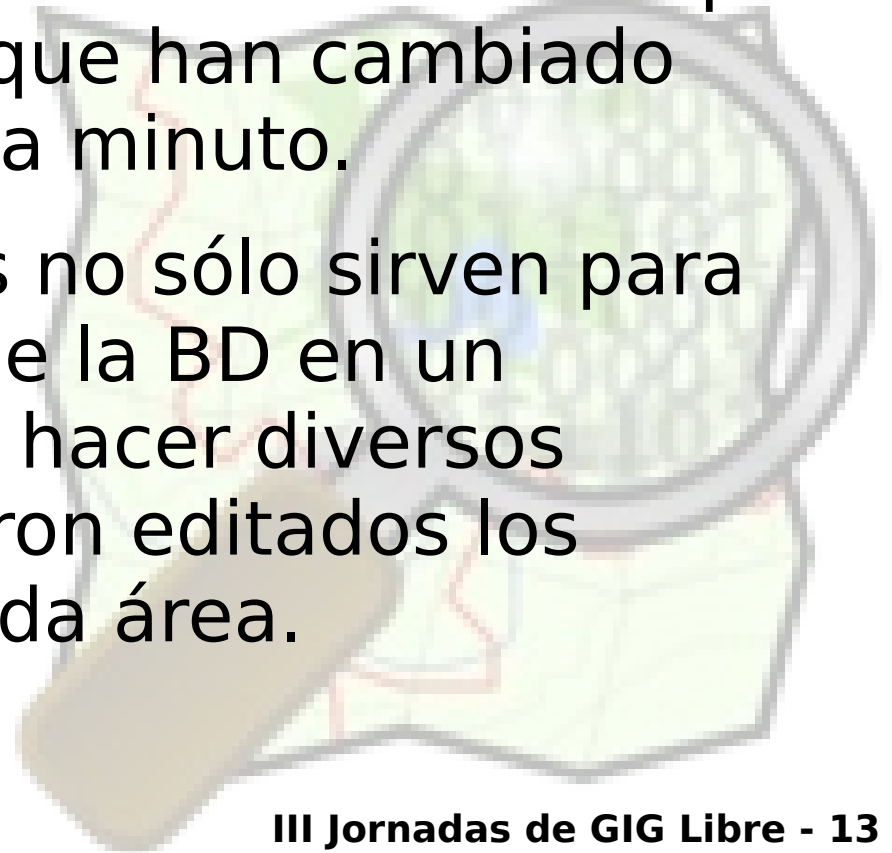 que han cambiado
a minuto.
s no sólo sirven para
e la BD en un
hacer diversos
ron editados los
da área.
III Jornadas de GIG Libre - 13